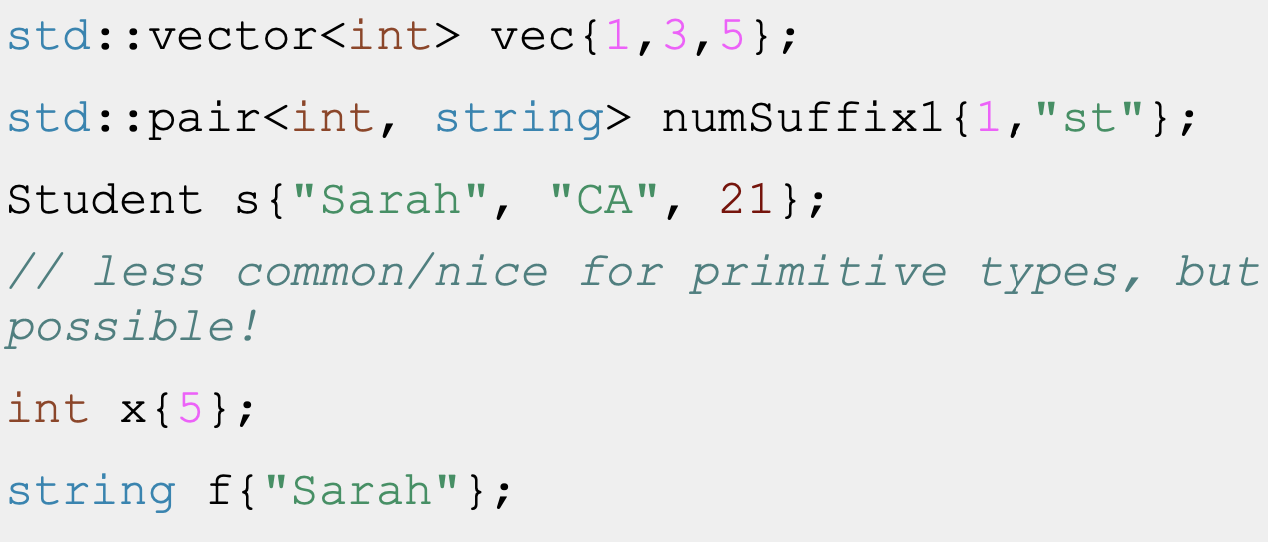 std::vector<int> vec{1,3,5};
std::pair<int, string> numSuffix1{1,"st"};
Student s{"Sarah", "CA", 21};
// less common/nice for primitive types, but
possible!
int x{5};
string f{"Sarah"};